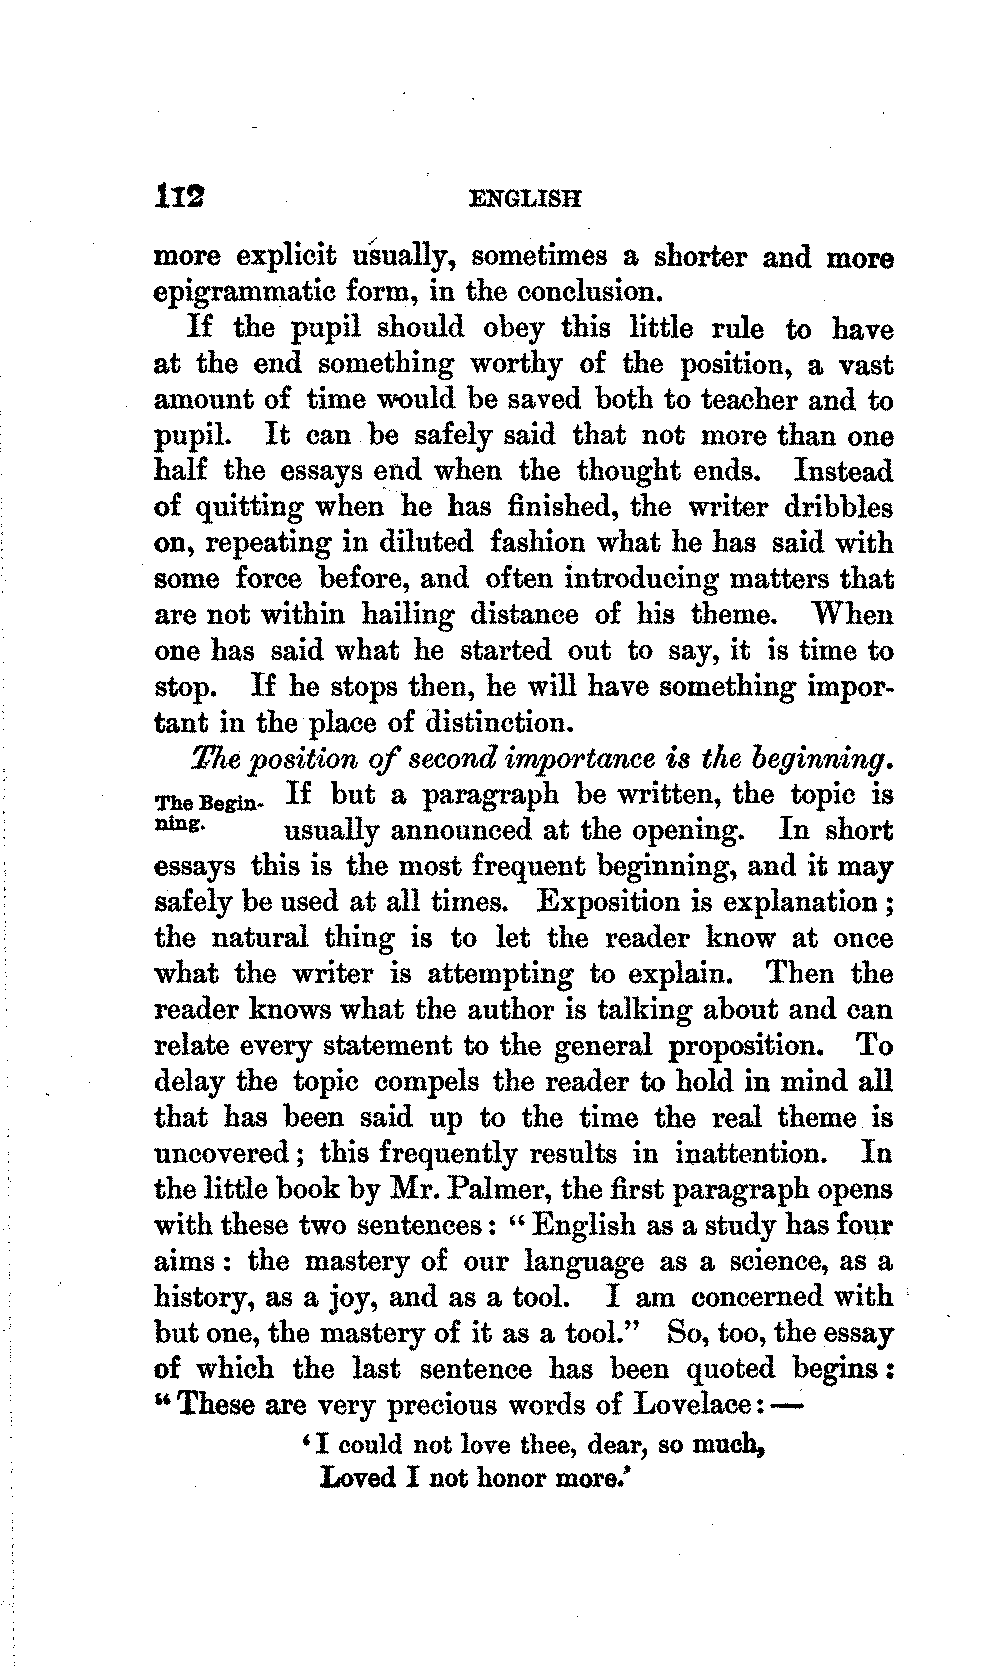 112 ENGLISH
more explicit usually, sometimes a shorter and more
epigrammatic form, in the conclusion.
If the pupil should obey this little rule to have
at the end something worthy of the position, a vast
amount of time would be saved both to teacher and to
pupil. It can be safely said that not more than one
half the essays end when the thought ends. Instead
of quitting when he has finished, the writer dribbles
on, repeating in diluted fashion what he has said with
some force before, and often introducing matters that
are not within hailing distance of his theme. When
one has said what he started out to say, it is time to
stop. If he stops then, he will have something impor-
tant in the place of distinction.
The position of second importance is the beginning.
The Begin- If but a paragraph be written, the topic is
ning. usually announced at the opening. In short
essays this is the most frequent beginning, and it may
safely be used at all times. Exposition is explanation;
the natural thing is to let the reader know at once
what the writer is attempting to explain. Then the
reader knows what the author is talking about and can
relate every statement to the general proposition. To
delay the topic compels the reader to hold in mind all
that has been said up to the time the real theme is
uncovered; this frequently results in inattention. In
the little book by Mr. Palmer, the first paragraph opens
with these two sentences: “English as a study has four
aims: the mastery of our language as a science, as a
history, as a joy, and as a tool. I am concerned with
but one, the mastery of it as a tool.” So, too, the essay
of which the last sentence has been quoted begins:
“These are very precious words of Lovelace:—
‘I could not love thee, dear, so much,
Loved I not honor more.’